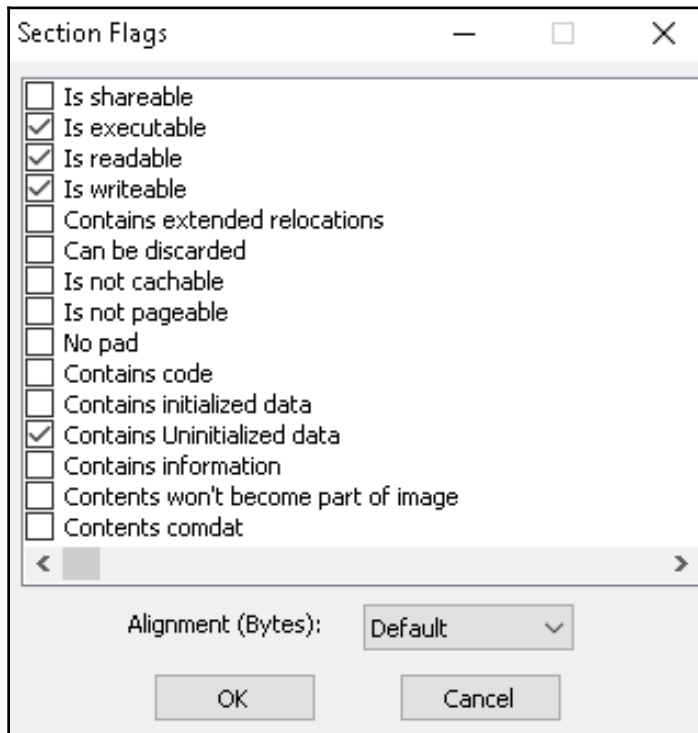 Section Flags
Is shareable
Is executable
Is readable
Is writeable
Contains extended relocations
Can be discarded
Is not cachable
Is not pageable
No pad
Contains code
Contains initialized data
Contains Uninitialized data
Contains information
Contents won't become part of image
Contents comdat
Alignment (Bytes): Default
OK Cancel